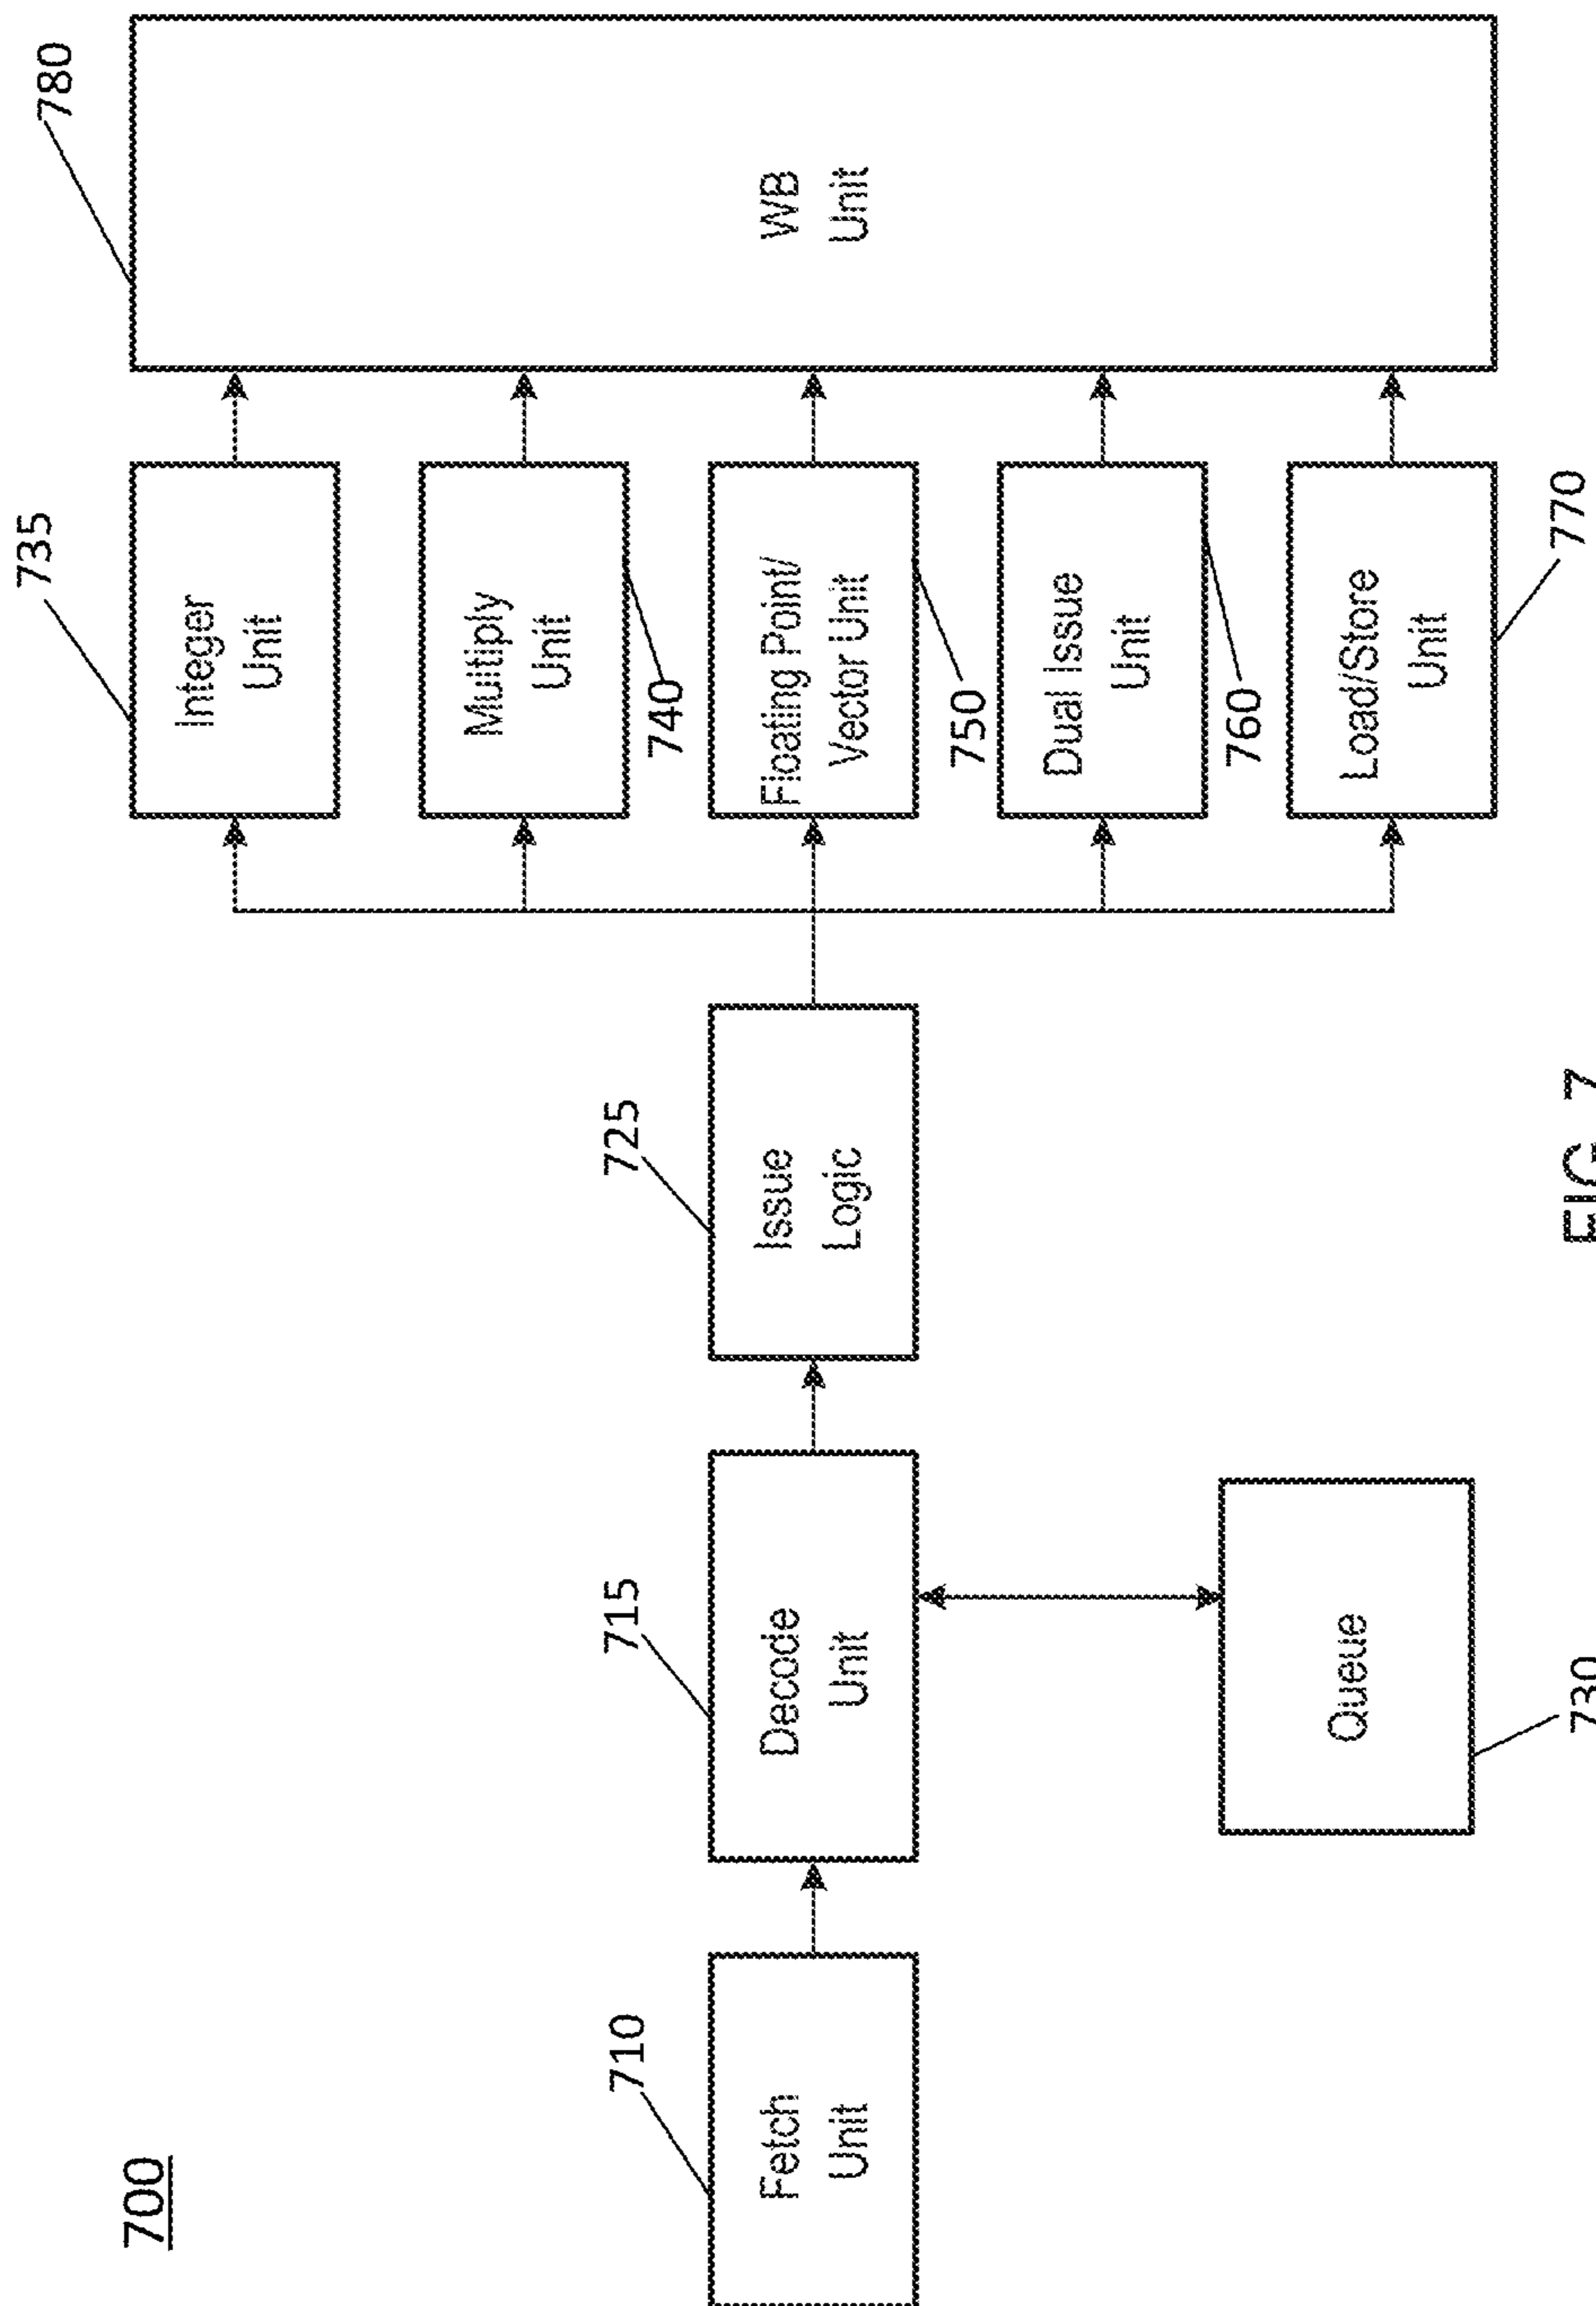 700
710
Fetch
Unit
715
Decode
Unit
Queue
730
725
Issue
Logic
735
Integer
Unit
Multiply
Unit
740
Floating Point/
Vector Unit
750
Dual Issue
Unit
760
Load/Store
Unit
770
780
WB
Unit
FIG. 7